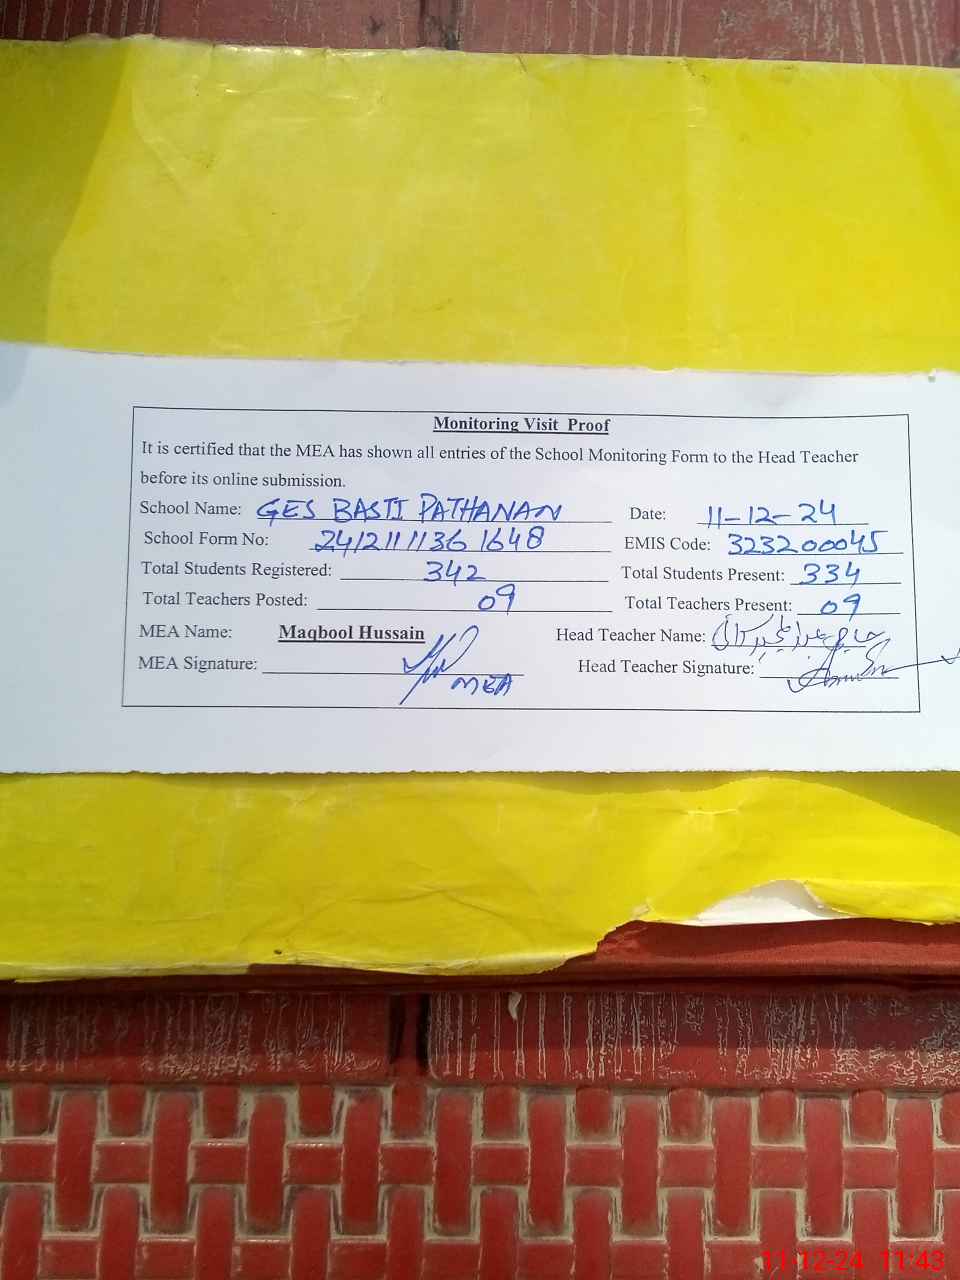 Monitoring Visit Proof
It is certified that the MEA has shown all entries of the School Monitoring Form to the Head Teacher
before its online submission.
School Name: GES BASTI PATHANAN Date: 11-12-24
School Form No: 241211136 1648 EMIS Code: 323200045
Total Students Registered: 342 Total Students Present: 334
Total Teachers Posted: 09 Total Teachers Present: 09
MEA Name: Maqbool Hussain Head Teacher Name:
MEA Signature: MEA Head Teacher Signature:
11-12-24 11:43